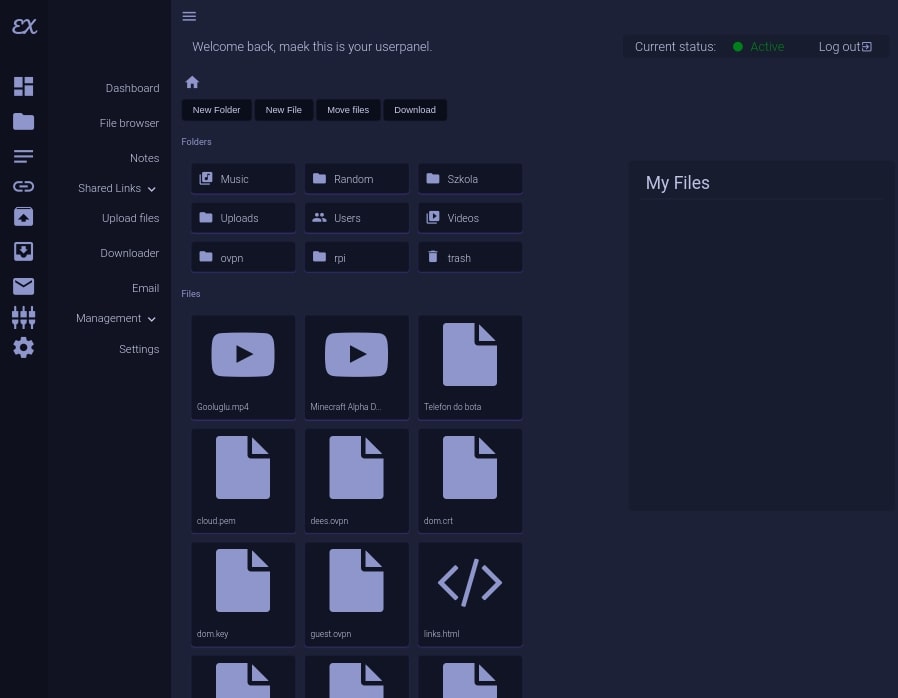 EX
Welcome back, maek this is your userpanel.
Current status: Active Log out
Dashboard
File browser
Notes
Shared Links
Upload files
Downloader
Email
Management
Settings
New Folder New File Move files Download
Folders
Music Random Szkola
Uploads Users Videos
ovpn rpi trash
Files
Gooluglu.mp4 Minecraft Alpha D... Telefon do bota
cloud.pem dees.ovpn dom.crt
dom.key guest.ovpn links.html
My Files